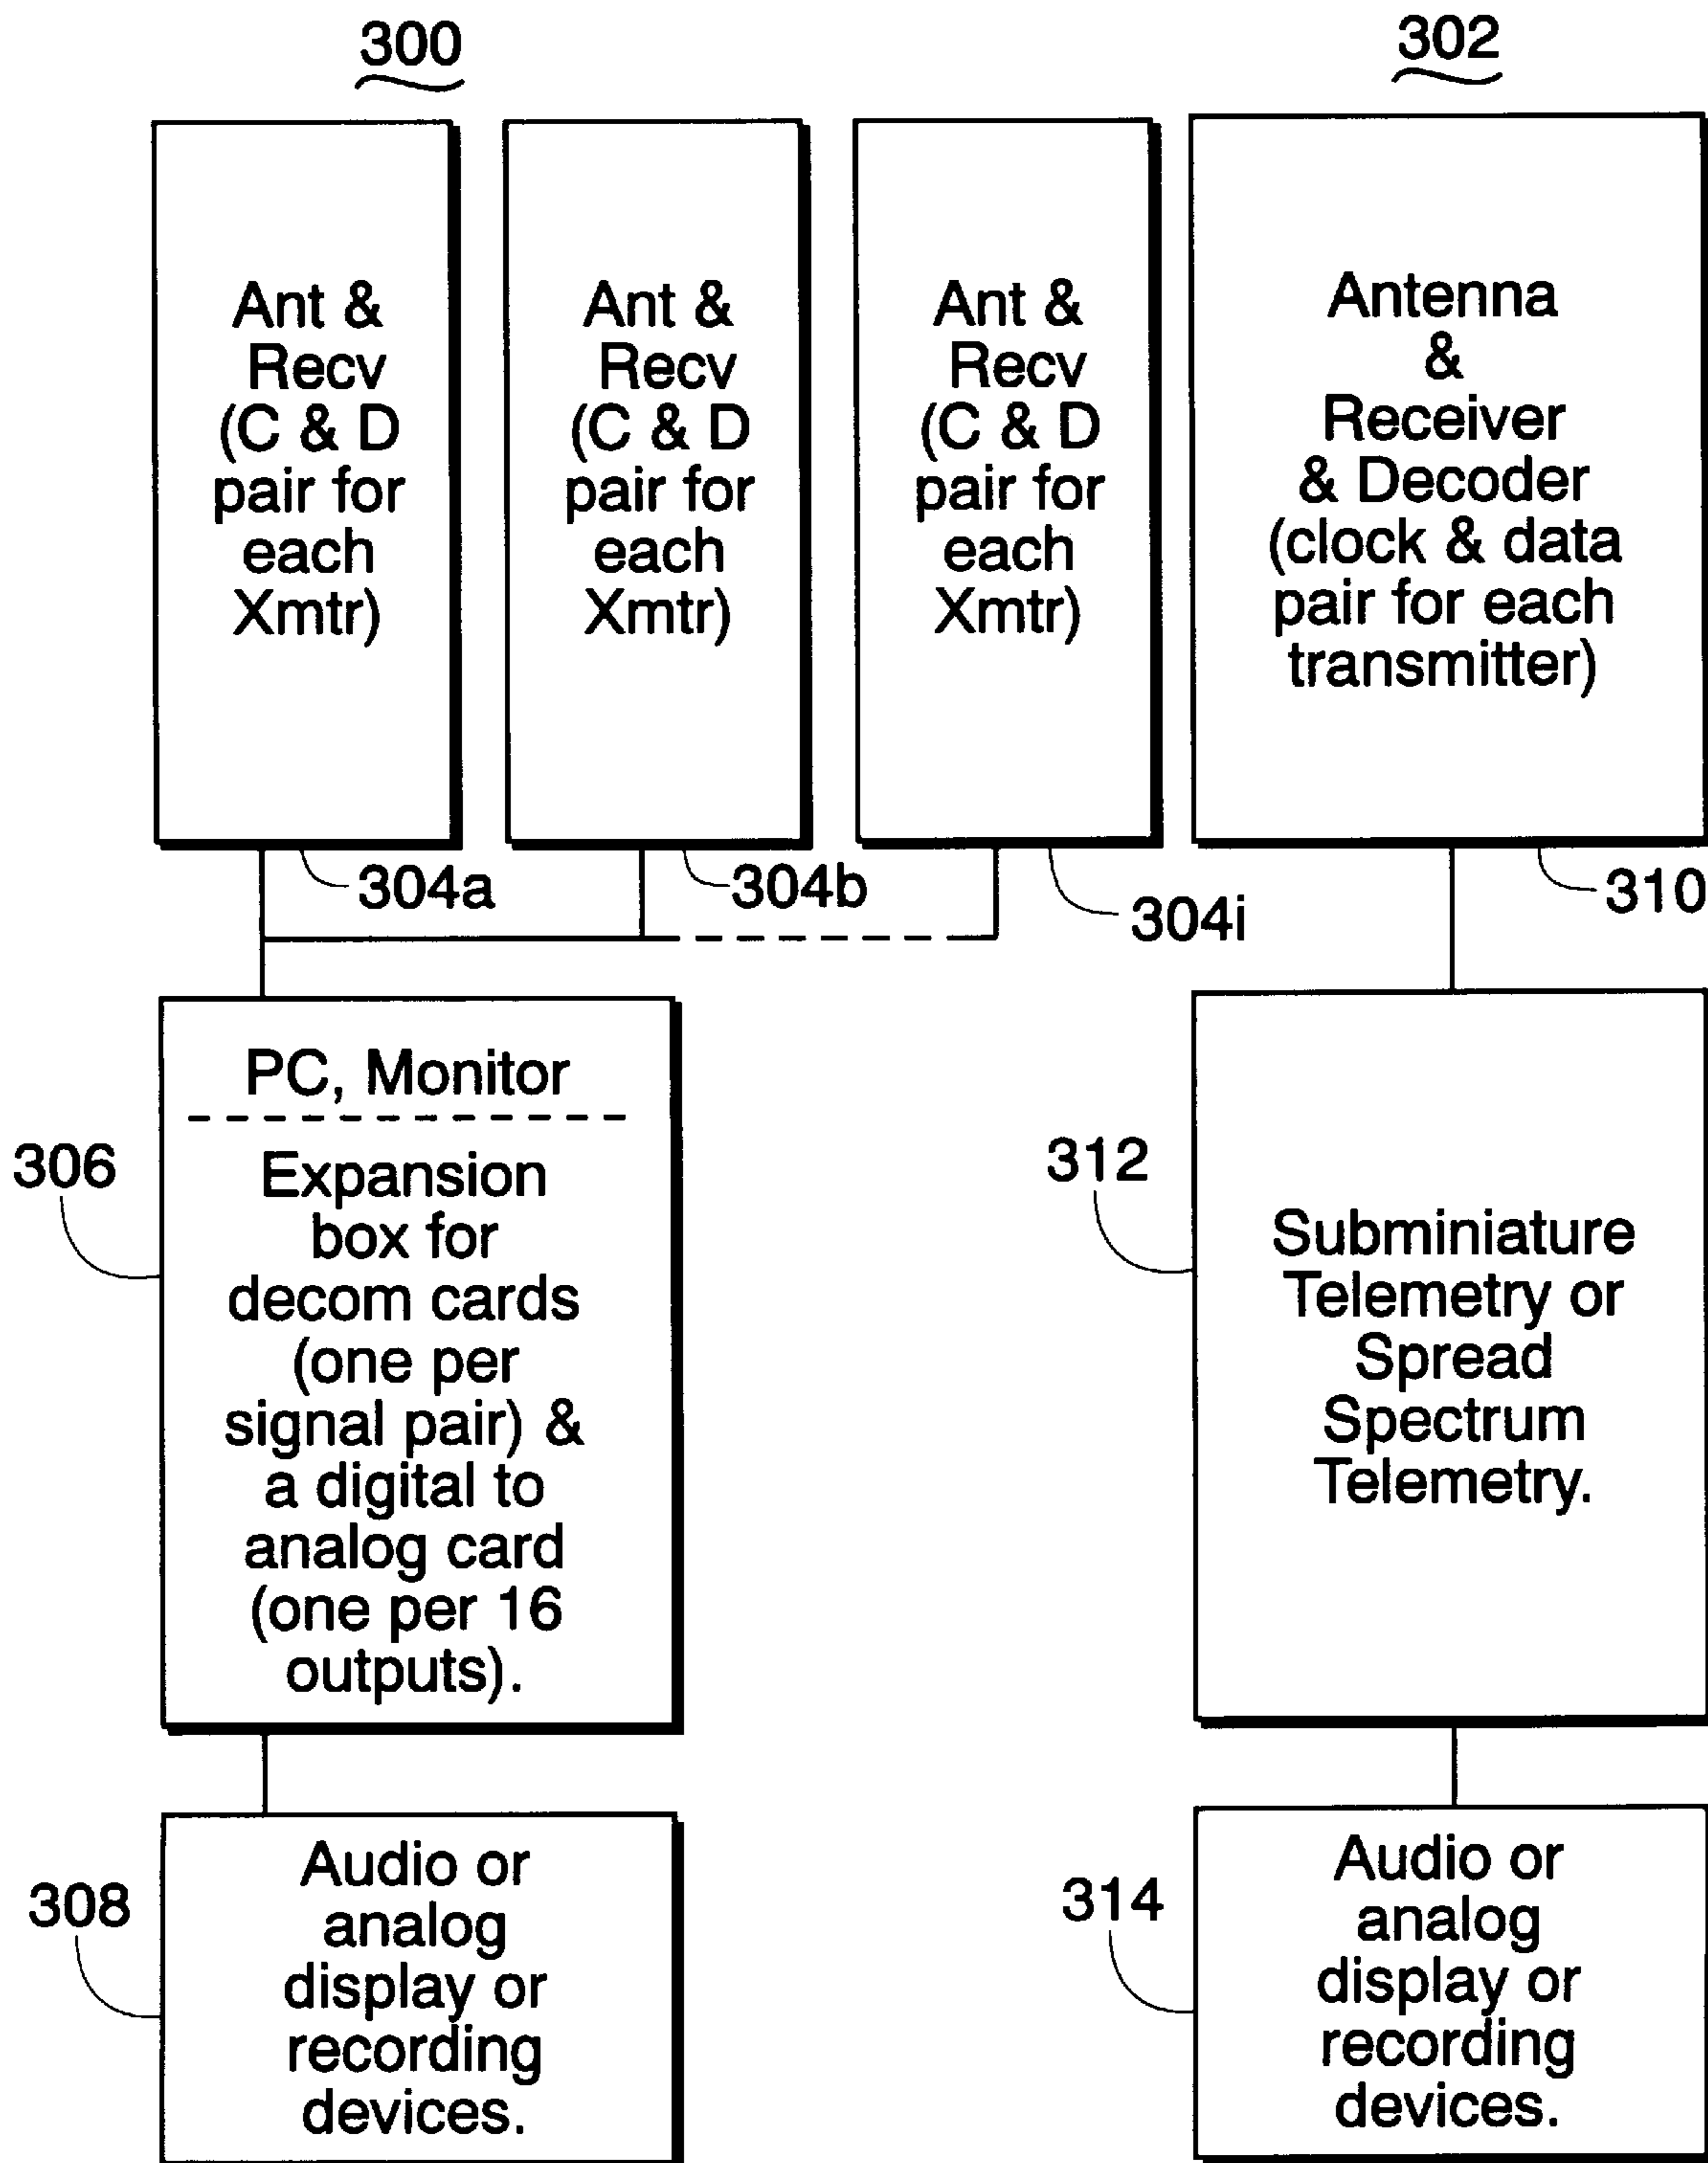 300
302
Ant &
Recv
(C & D
pair for
each
Xmtr)
Ant &
Recv
(C & D
pair for
each
Xmtr)
Ant &
Recv
(C & D
pair for
each
Xmtr)
Antenna
&
Receiver
& Decoder
(clock & data
pair for each
transmitter)
304a
304b
304i
310
306
PC, Monitor
Expansion
box for
decom cards
(one per
signal pair) &
a digital to
analog card
(one per 16
outputs).
312
Subminiature
Telemetry or
Spread
Spectrum
Telemetry.
308
Audio or
analog
display or
recording
devices.
314
Audio or
analog
display or
recording
devices.